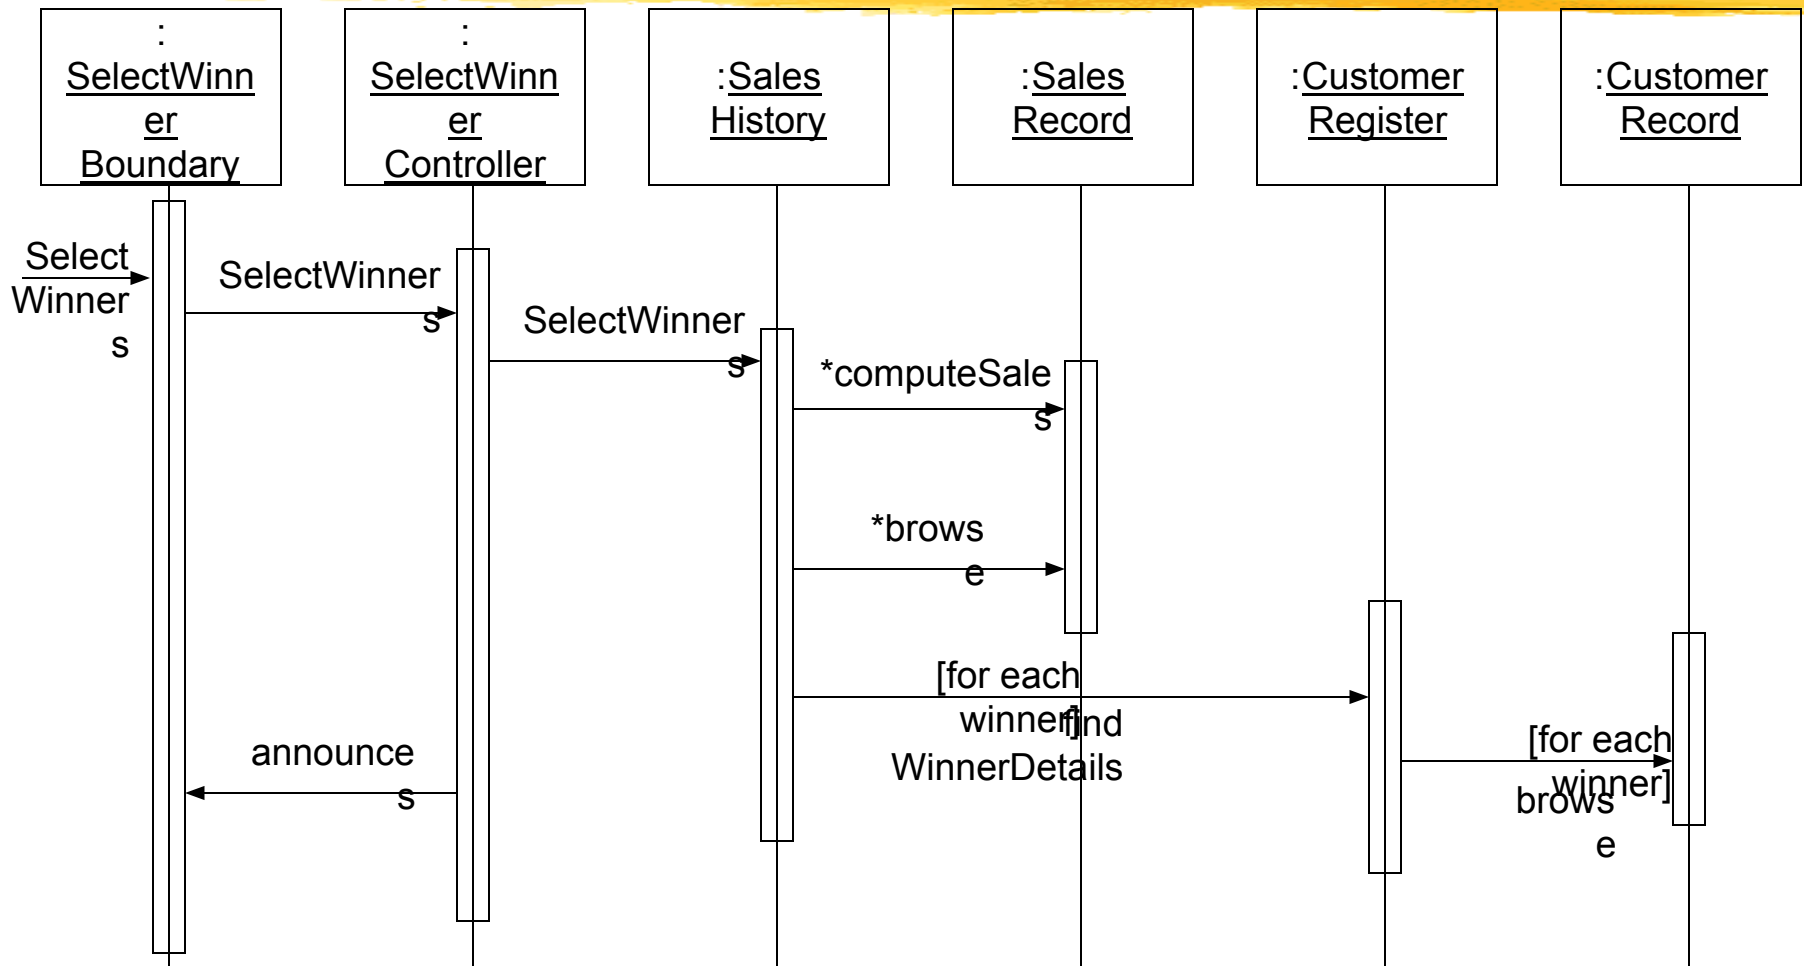 :
SelectWinn
er
Boundary
:
SelectWinn
er
Controller
:Sales
History
:Sales
Record
:Customer
Register
:Customer
Record
Select
Winner
s
SelectWinner
s
SelectWinner
s
*computeSale
s
*brows
e
[for each
winner]
find
WinnerDetails
announce
s
[for each
winner]
brows
e